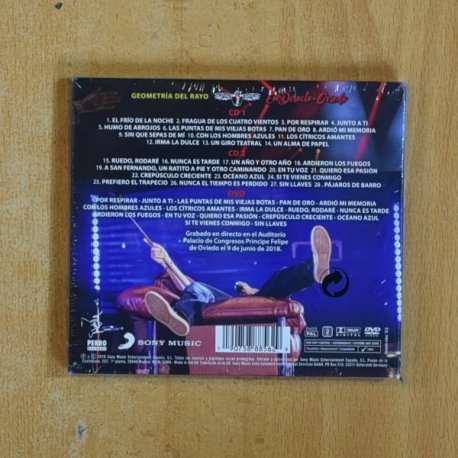 GEOMETRÍA DEL RAYO
En Directo - Oviedo
CD 1
1. EL FRÍO DE LA NOCHE 2. FRAGUA DE LOS CUATRO VIENTOS 3. POR RESPIRAR 4. JUNTO A TI
5. HUMO DE ABROJOS 6. LAS PUNTAS DE MIS VIEJAS BOTAS 7. PAN DE ORO 8. ARDIÓ MI MEMORIA
9. SIN QUE SEPAS DE MÍ 10. CON LOS HOMBRES AZULES 11. LOS CÍTRICOS AMANTES
12. IRMA LA DULCE 13. UN GIRO TEATRAL 14. UN ALMA DE PAPEL
CD 2
15. RUEDO, RODARÉ 16. NUNCA ES TARDE 17. UN AÑO Y OTRO AÑO 18. ARDIERON LOS FUEGOS
19. A SAN FERNANDO, UN RATITO A PIE Y OTRO CAMINANDO 20. EN TU VOZ 21. QUIERO ESA PASIÓN
22. CREPÚSCULO CRECIENTE 23. OCÉANO AZUL 24. SI TE VIENES CONMIGO
25. PREFIERO EL TRAPECIO 26. NUNCA EL TIEMPO ES PERDIDO 27. SIN LLAVES 28. PÁJAROS DE BARRO
DVD
POR RESPIRAR - JUNTO A TI - LAS PUNTAS DE MIS VIEJAS BOTAS - PAN DE ORO - ARDIÓ MI MEMORIA
CON LOS HOMBRES AZULES - LOS CÍTRICOS AMANTES - IRMA LA DULCE - RUEDO, RODARÉ - NUNCA ES TARDE
ARDIERON LOS FUEGOS - EN TU VOZ - QUIERO ESA PASIÓN - CREPÚSCULO CRECIENTE - OCÉANO AZUL
SI TE VIENES CONMIGO - SIN LLAVES
Grabado en directo en el Auditorio
Palacio de Congresos Príncipe Felipe
de Oviedo el 9 de junio de 2018.
PERRO
SONY MUSIC
PAL
DOLBY
DIGITAL
DVD